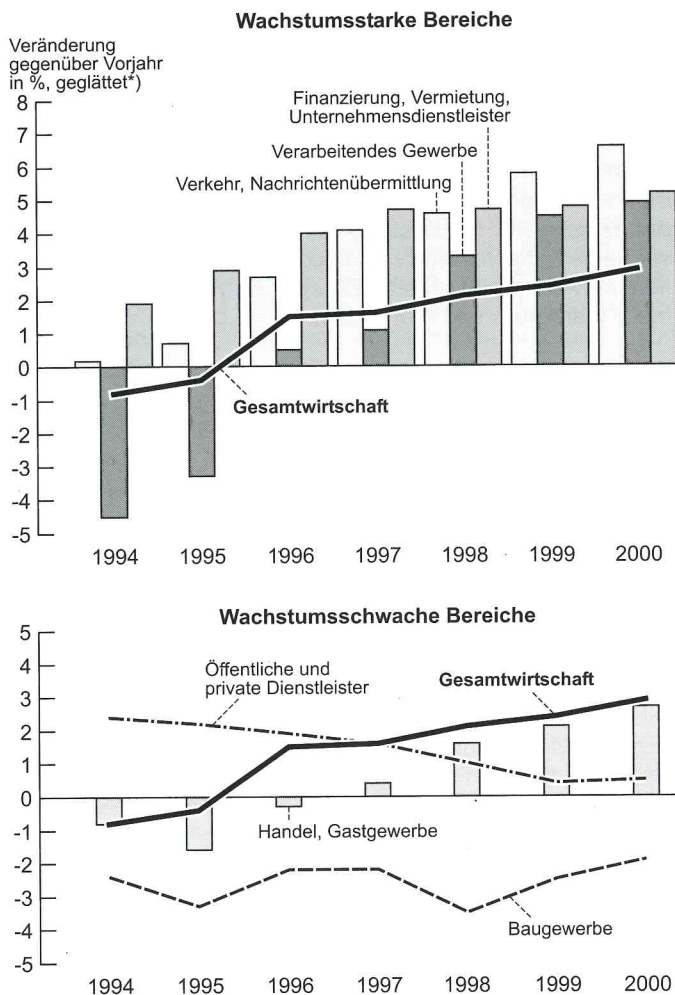 Wachstumsstarke Bereiche
Veränderung
gegenüber Vorjahr
in %, geglättet*)
8
7
6
5
4
3
2
1
0
-1
-2
-3
-4
-5
Finanzierung, Vermietung,
Unternehmensdienstleister
Verarbeitendes Gewerbe
Verkehr, Nachrichtenübermittlung
Gesamtwirtschaft
1994 1995 1996 1997 1998 1999 2000
Wachstumsschwache Bereiche
5
4
3
2
1
0
-1
-2
-3
-4
-5
Öffentliche und
private Dienstleister
Gesamtwirtschaft
Handel, Gastgewerbe
Baugewerbe
1994 1995 1996 1997 1998 1999 2000